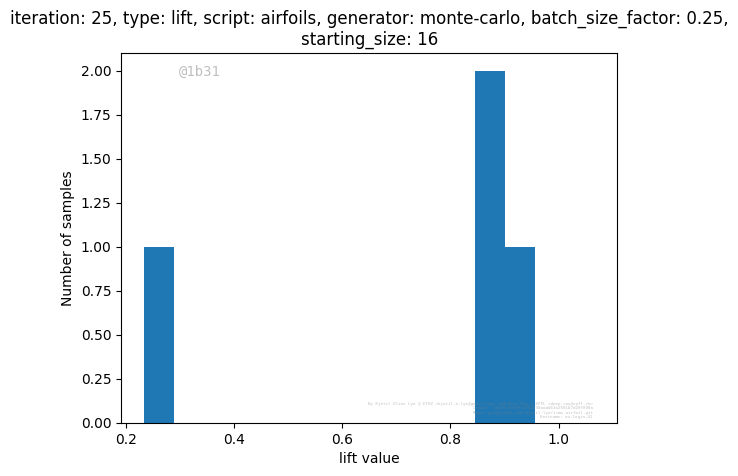 iteration: 25, type: lift, script: airfoils, generator: monte-carlo, batch_size_factor: 0.25,
starting_size: 16
@1b31
2.00
1.75
1.50
1.25
1.00
0.75
0.50
0.25
0.00
Number of samples
0.2 0.4 0.6 0.8 1.0
lift value